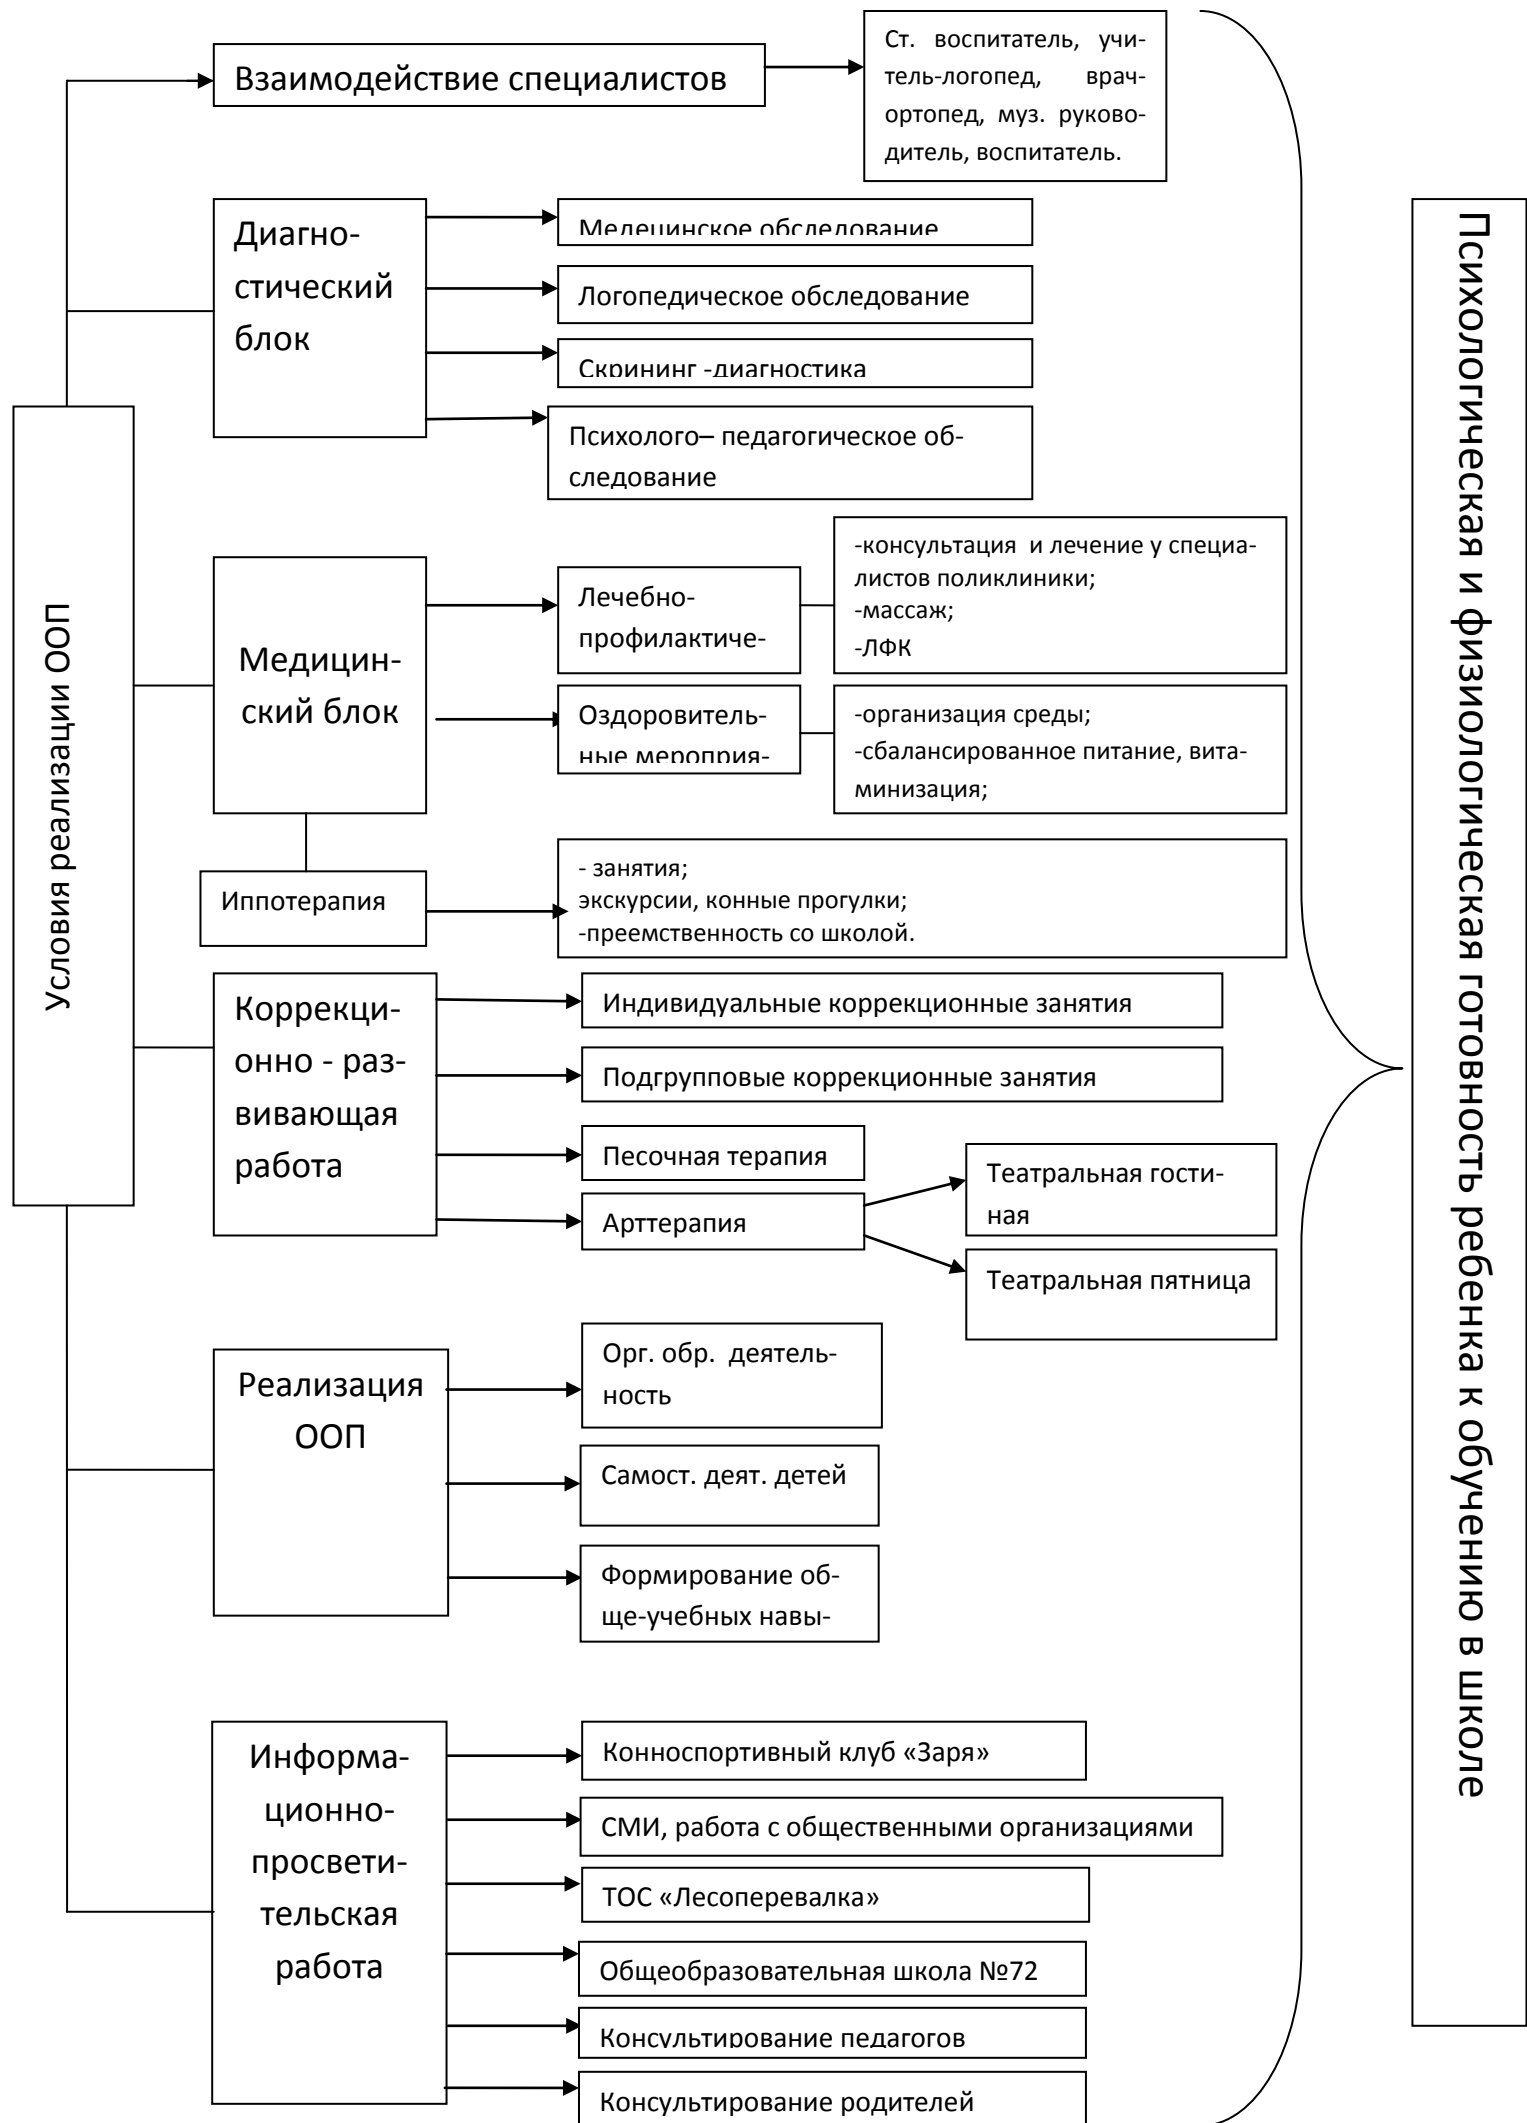 Условия реализации ООП
Взаимодействие специалистов
Ст. воспитатель, учи-
тель-логопед, врач-
ортопед, муз. руково-
дитель, воспитатель.
Диагно-
стический
блок
Медецинское обследование
Логопедическое обследование
Скрининг -диагностика
Психолого– педагогическое об-
следование
Медицин-
ский блок
Лечебно-
профилактиче-
-консультация и лечение у специа-
листов поликлиники;
-массаж;
-ЛФК
Оздоровитель-
ные мероприя-
-организация среды;
-сбалансированное питание, вита-
минизация;
Иппотерапия
- занятия;
экскурсии, конные прогулки;
-преемственность со школой.
Коррекци-
онно - раз-
вивающая
работа
Индивидуальные коррекционные занятия
Подгрупповые коррекционные занятия
Песочная терапия
Арттерапия
Театральная гости-
ная
Театральная пятница
Реализация
ООП
Орг. обр. деятель-
ность
Самост. деят. детей
Формирование об-
ще-учебных навы-
Информа-
ционно-
просвети-
тельская
работа
Конноспортивный клуб «Заря»
СМИ, работа с общественными организациями
ТОС «Лесоперевалка»
Общеобразовательная школа №72
Консультирование педагогов
Консультирование родителей
Психологическая и физиологическая готовность ребенка к обучению в школе